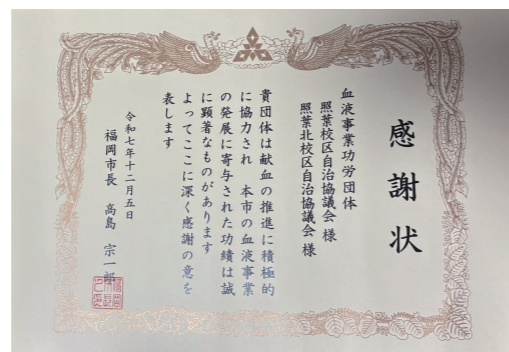 感謝状
血液事業功労団体
照葉校区自治協議会 様
照葉北校区自治協議会 様
貴団体は献血の推進に積極的
に協力され 本市の血液事業
の発展に寄与された功績は誠
に顕著なものがあります
よってここに深く感謝の意を
表します
令和七年十二月五日
福岡市長 高島 宗一郎